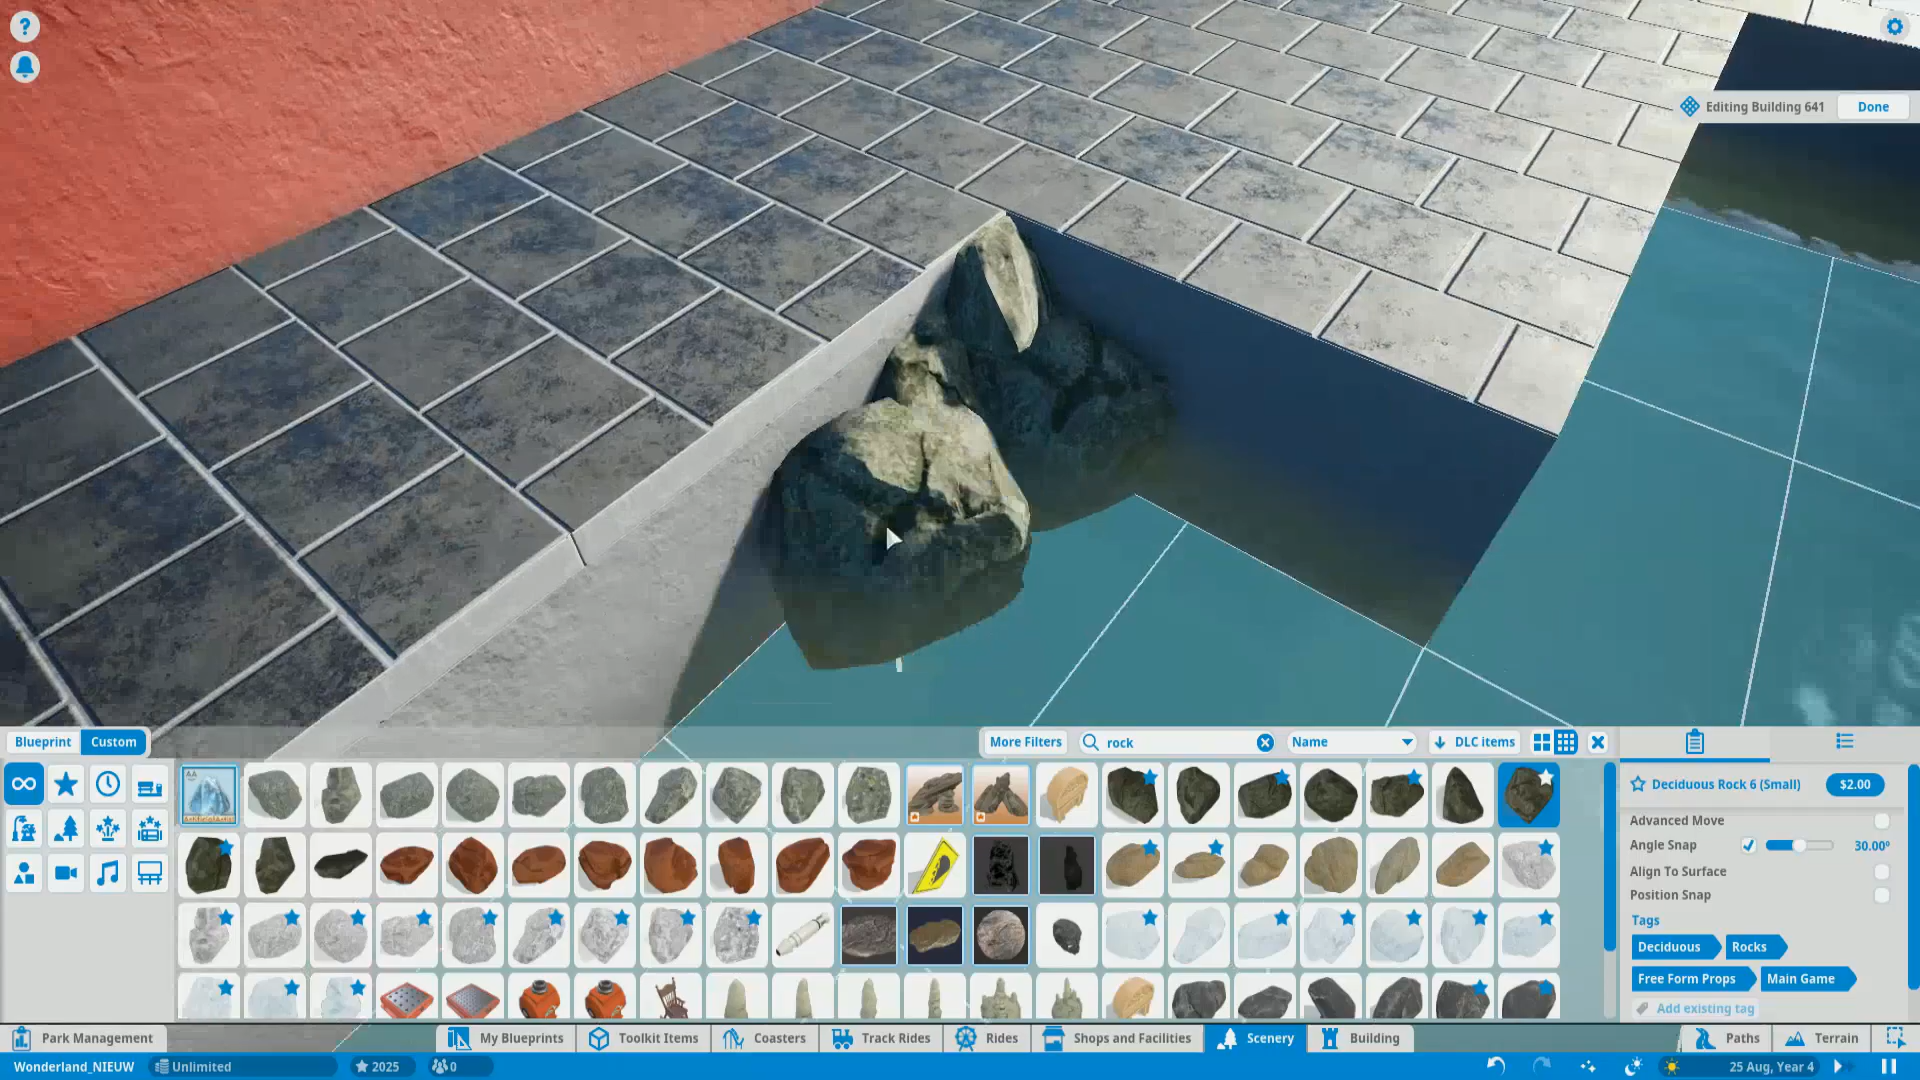 ?
Editing Building 641
Done
Blueprint
Custom
More Filters
rock
Name
DLC items
AA
Deciduous Rock 6 (Small)
$2.00
Advanced Move
Angle Snap
30.00°
Align To Surface
Position Snap
Tags
Deciduous
Rocks
Free Form Props
Main Game
Add existing tag
Park Management
My Blueprints
Toolkit Items
Coasters
Track Rides
Rides
Shops and Facilities
Scenery
Building
Paths
Terrain
Wonderland_NIEUW
Unlimited
2025
0
25 Aug, Year 4